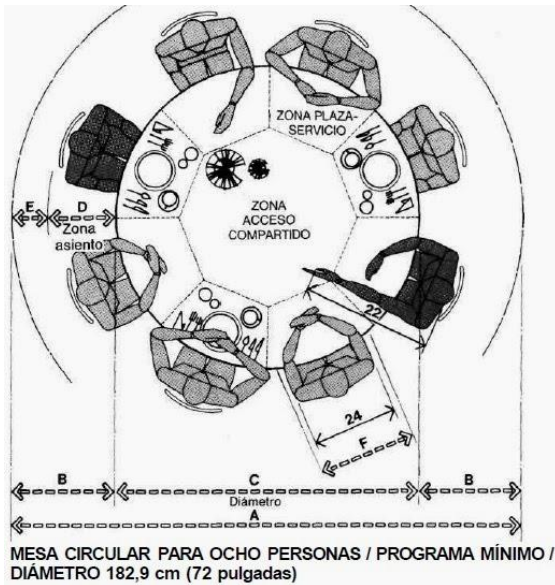 ZONA PLAZA-
SERVICIO
ZONA
ACCESO
COMPARTIDO
E
D
Zona
asiento
22
24
F
B
C
B
Diámetro
A
MESA CIRCULAR PARA OCHO PERSONAS / PROGRAMA MÍNIMO /
DIÁMETRO 182,9 cm (72 pulgadas)